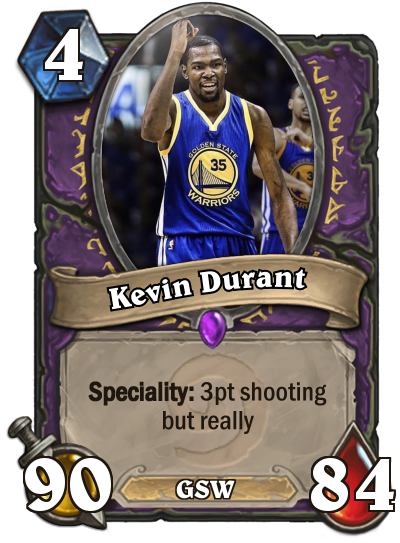 4
GOLDEN STATE
35
WARRIORS
Kevin Durant
Speciality: 3pt shooting
but really
90
GSW
84